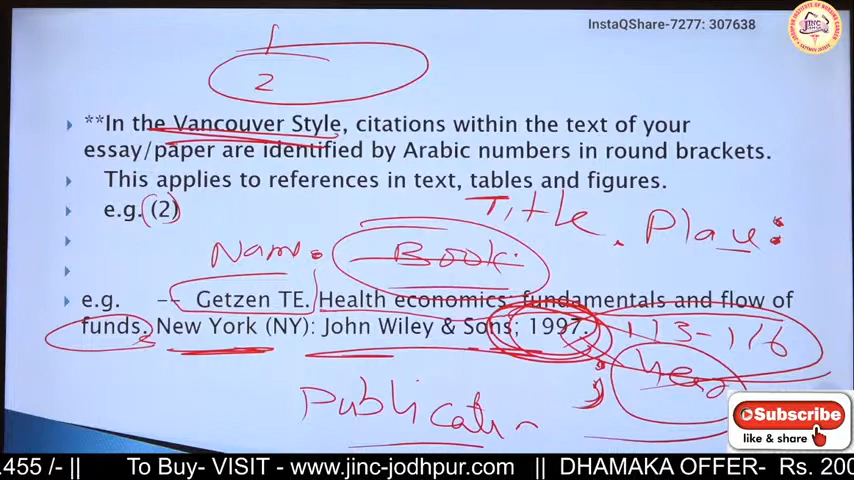 InstaQShare-7277: 307638
JINC
1
2
**In the Vancouver Style, citations within the text of your
essay/paper are identified by Arabic numbers in round brackets.
This applies to references in text, tables and figures.
e.g. (2)
Title. Place:
Name. Book.
e.g. -- Getzen TE. Health economics: fundamentals and flow of
funds. New York (NY): John Wiley & Sons; 1997. 113-116
; Year
Publicati
Subscribe
like & share
.455 /- || To Buy- VISIT - www.jinc-jodhpur.com || DHAMAKA OFFER- Rs. 200